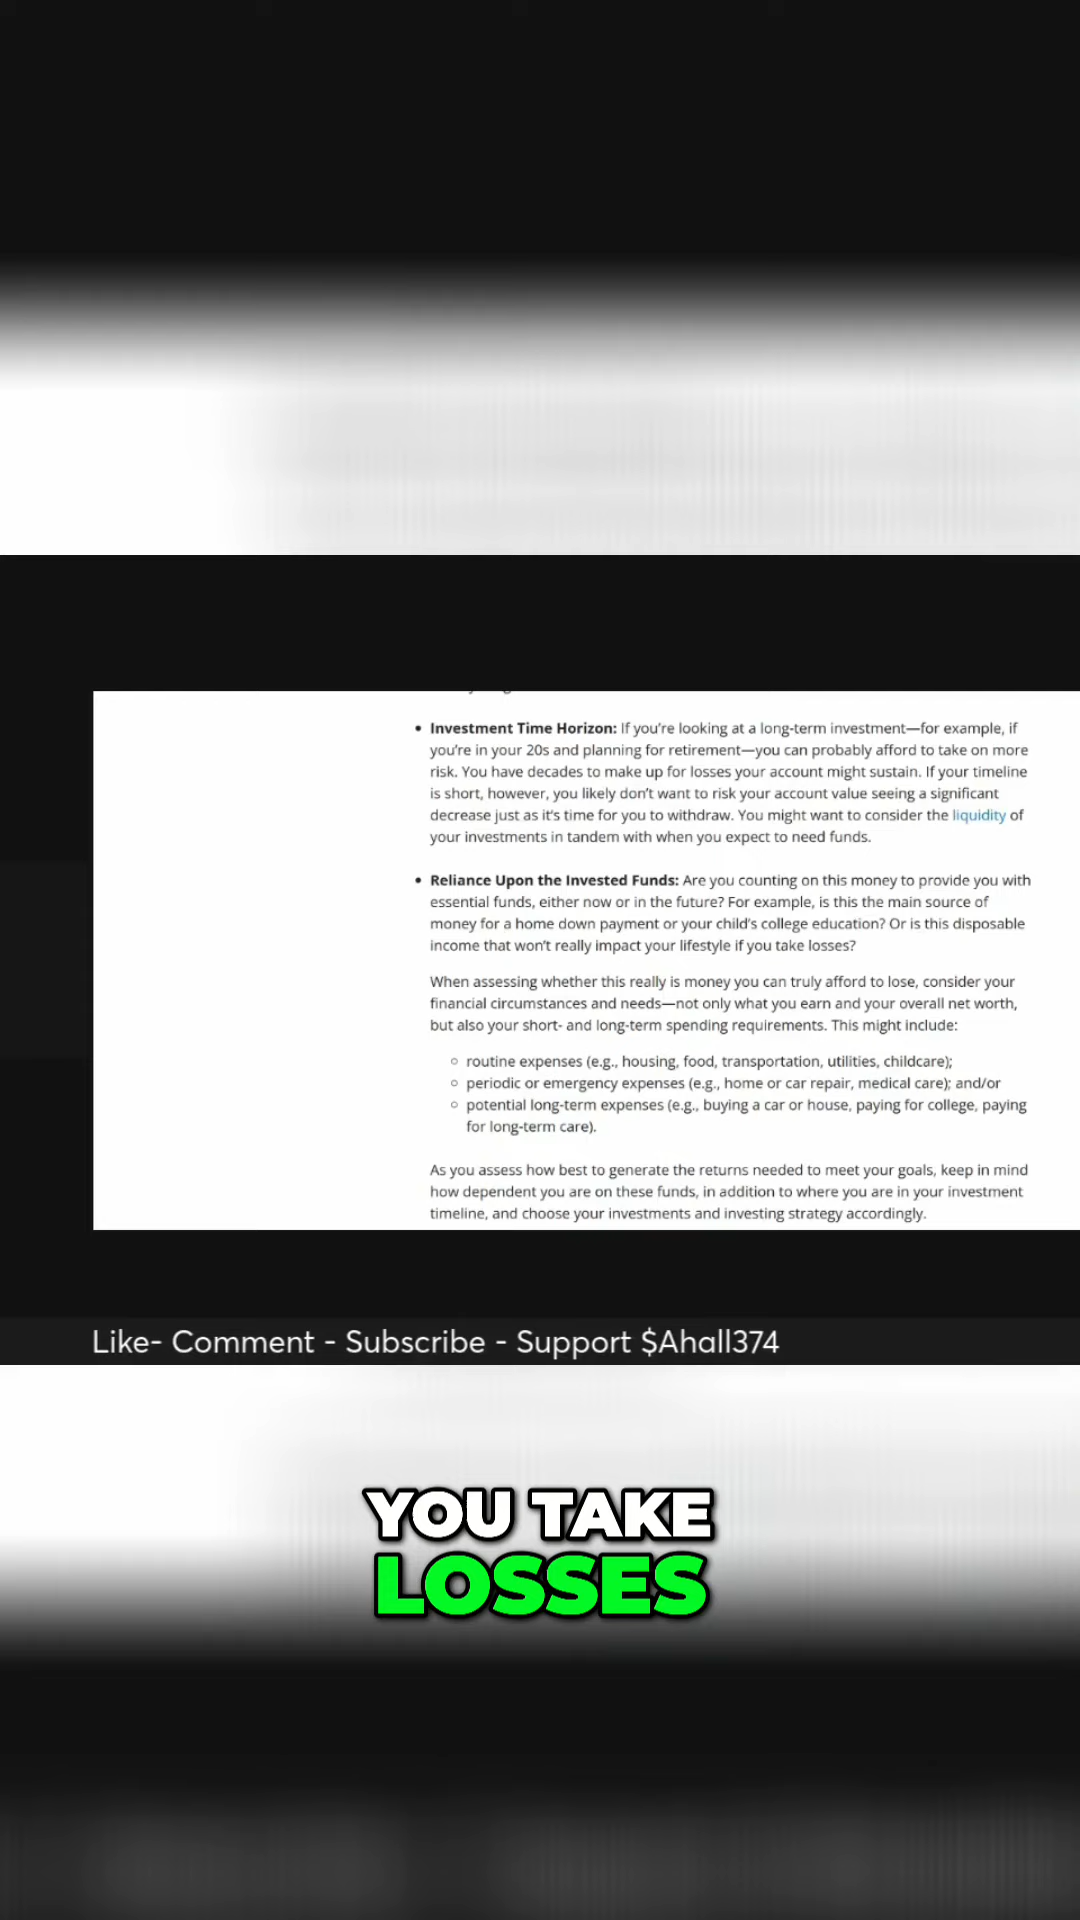 • Investment Time Horizon: If you’re looking at a long-term investment—for example, if
you’re in your 20s and planning for retirement—you can probably afford to take on more
risk. You have decades to make up for losses your account might sustain. If your timeline
is short, however, you likely don’t want to risk your account value seeing a significant
decrease just as it’s time for you to withdraw. You might want to consider the liquidity of
your investments in tandem with when you expect to need funds.
• Reliance Upon the Invested Funds: Are you counting on this money to provide you with
essential funds, either now or in the future? For example, is this the main source of
money for a home down payment or your child’s college education? Or is this disposable
income that won’t really impact your lifestyle if you take losses?
When assessing whether this really is money you can truly afford to lose, consider your
financial circumstances and needs—not only what you earn and your overall net worth,
but also your short- and long-term spending requirements. This might include:
○ routine expenses (e.g., housing, food, transportation, utilities, childcare);
○ periodic or emergency expenses (e.g., home or car repair, medical care); and/or
○ potential long-term expenses (e.g., buying a car or house, paying for college, paying
for long-term care).
As you assess how best to generate the returns needed to meet your goals, keep in mind
how dependent you are on these funds, in addition to where you are in your investment
timeline, and choose your investments and investing strategy accordingly.
Like- Comment - Subscribe - Support $Ahall374
YOU TAKE
LOSSES